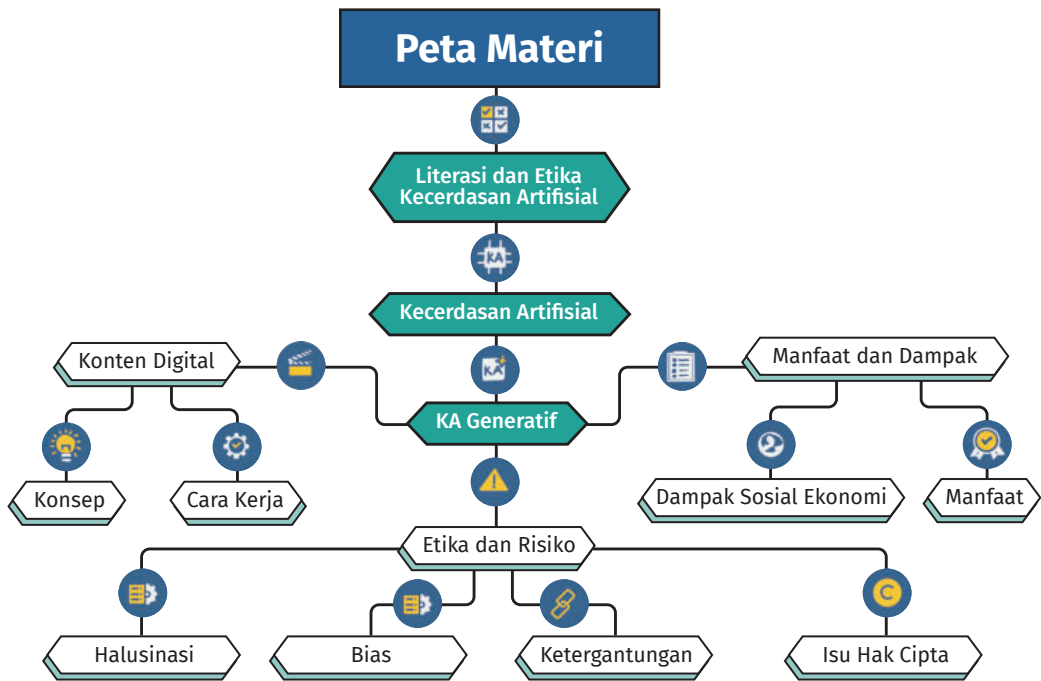 Peta Materi
Literasi dan Etika
Kecerdasan Artifisial
KA
Kecerdasan Artifisial
Konten Digital
KA
Manfaat dan Dampak
KA Generatif
Konsep
Cara Kerja
Dampak Sosial Ekonomi
Manfaat
Etika dan Risiko
C
Halusinasi
Bias
Ketergantungan
Isu Hak Cipta